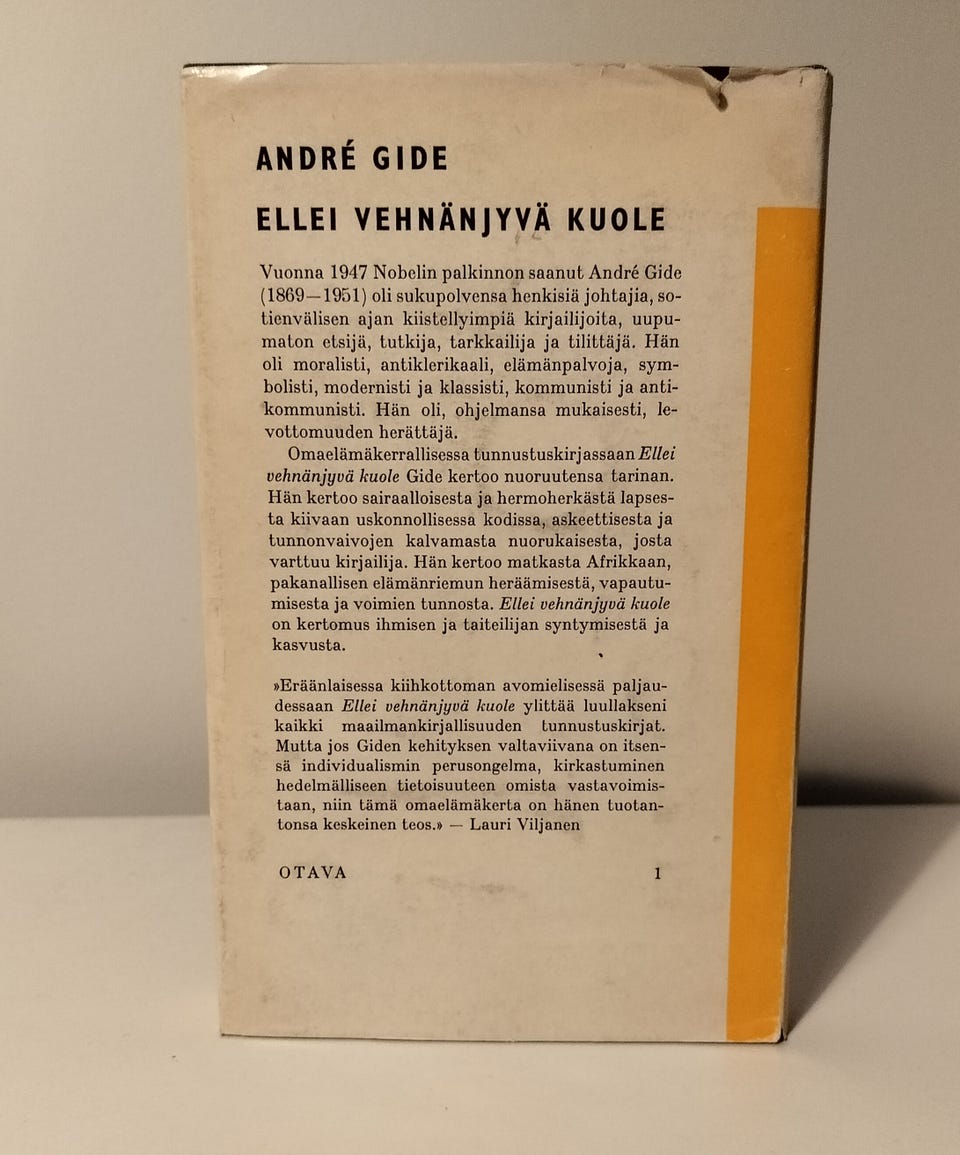 ANDRÉ GIDE
ELLEI VEHNÄNJYVÄ KUOLE
Vuonna 1947 Nobelin palkinnon saanut André Gide
(1869—1951) oli sukupolvensa henkisiä johtajia, so-
tienvälisen ajan kiistellyimpiä kirjailijoita, uupu-
maton etsijä, tutkija, tarkkailija ja tilittäjä. Hän
oli moralisti, antiklerikaali, elämänpalvoja, sym-
bolisti, modernisti ja klassisti, kommunisti ja anti-
kommunisti. Hän oli, ohjelmansa mukaisesti, le-
vottomuuden herättäjä.
Omaelämäkerrallisessa tunnustuskirjassaan Ellei
vehnänjyvä kuole Gide kertoo nuoruutensa tarinan.
Hän kertoo sairaalloisesta ja hermoherkästä lapses-
ta kiivaan uskonnollisessa kodissa, askeettisesta ja
tunnonvaivojen kalvamasta nuorukaisesta, josta
varttuu kirjailija. Hän kertoo matkasta Afrikkaan,
pakanallisen elämänriemun heräämisestä, vapautu-
misesta ja voimien tunnosta. Ellei vehnänjyvä kuole
on kertomus ihmisen ja taiteilijan syntymisestä ja
kasvusta.
»Eräänlaisessa kiihkottoman avomielisessä paljau-
dessaan Ellei vehnänjyvä kuole ylittää luullakseni
kaikki maailmankirjallisuuden tunnustuskirjat.
Mutta jos Giden kehityksen valtaviivana on itsen-
sä individualismin perusongelma, kirkastuminen
hedelmälliseen tietoisuuteen omista vastavoimis-
taan, niin tämä omaelämäkerta on hänen tuotan-
tonsa keskeinen teos.» — Lauri Viljanen
OTAVA 1